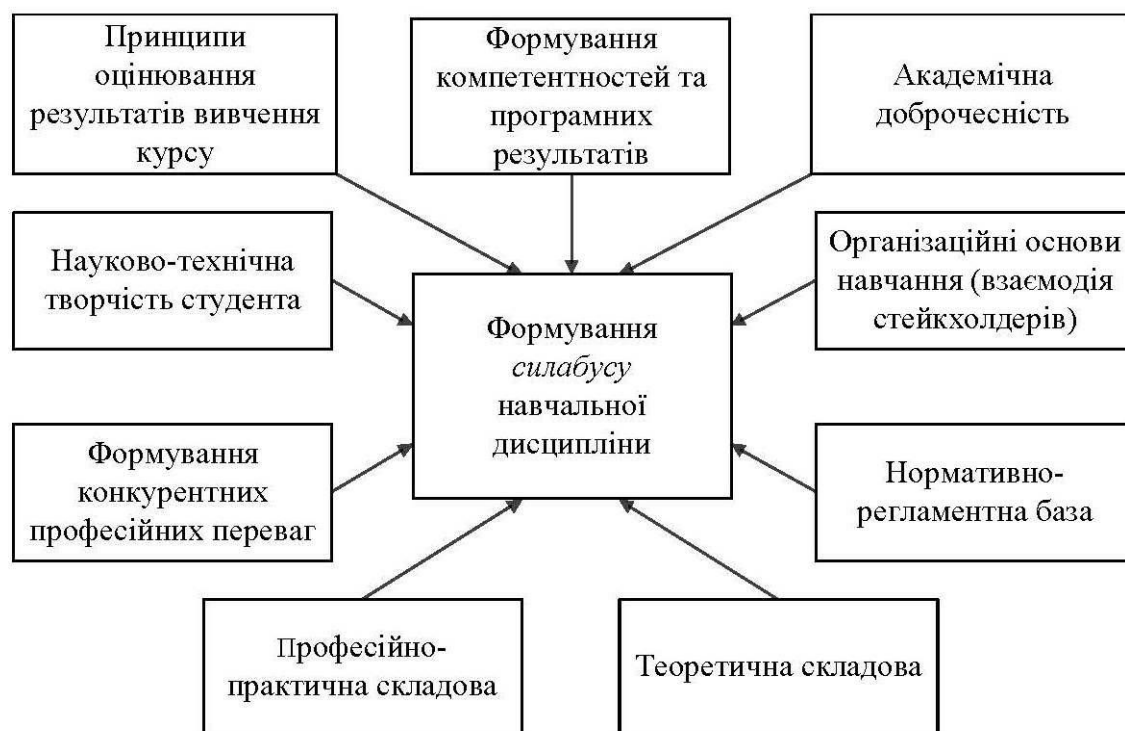 Принципи
оцінювання
результатів вивчення
курсу
Формування
компетентностей та
програмних
результатів
Академічна
доброчесність
Науково-технічна
творчість студента
Організаційні основи
навчання (взаємодія
стейкхолдерів)
Формування
силабусу
навчальної
дисципліни
Формування
конкурентних
професійних переваг
Нормативно-
регламентна база
Професійно-
практична складова
Теоретична складова